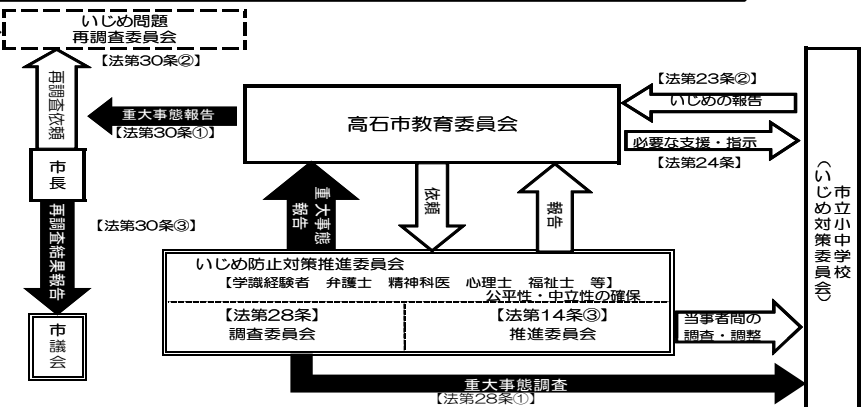 いじめ問題
再調査委員会
【法第30条②】
再調査依頼
重大事態報告
【法第30条①】
高石市教育委員会
【法第23条②】
いじめの報告
必要な支援・指示
【法第24条】
市長
【法第30条③】
再調査結果報告
市議会
重大事態
報告
依頼
報告
いじめ防止対策推進委員会
【学識経験者 弁護士 精神科医 心理士 福祉士 等】
公平性・中立性の確保
【法第28条】
調査委員会
【法第14条③】
推進委員会
当事者間の
調査・調整
重大事態調査
【法第28条①】
市立小中学校
(いじめ対策委員会)